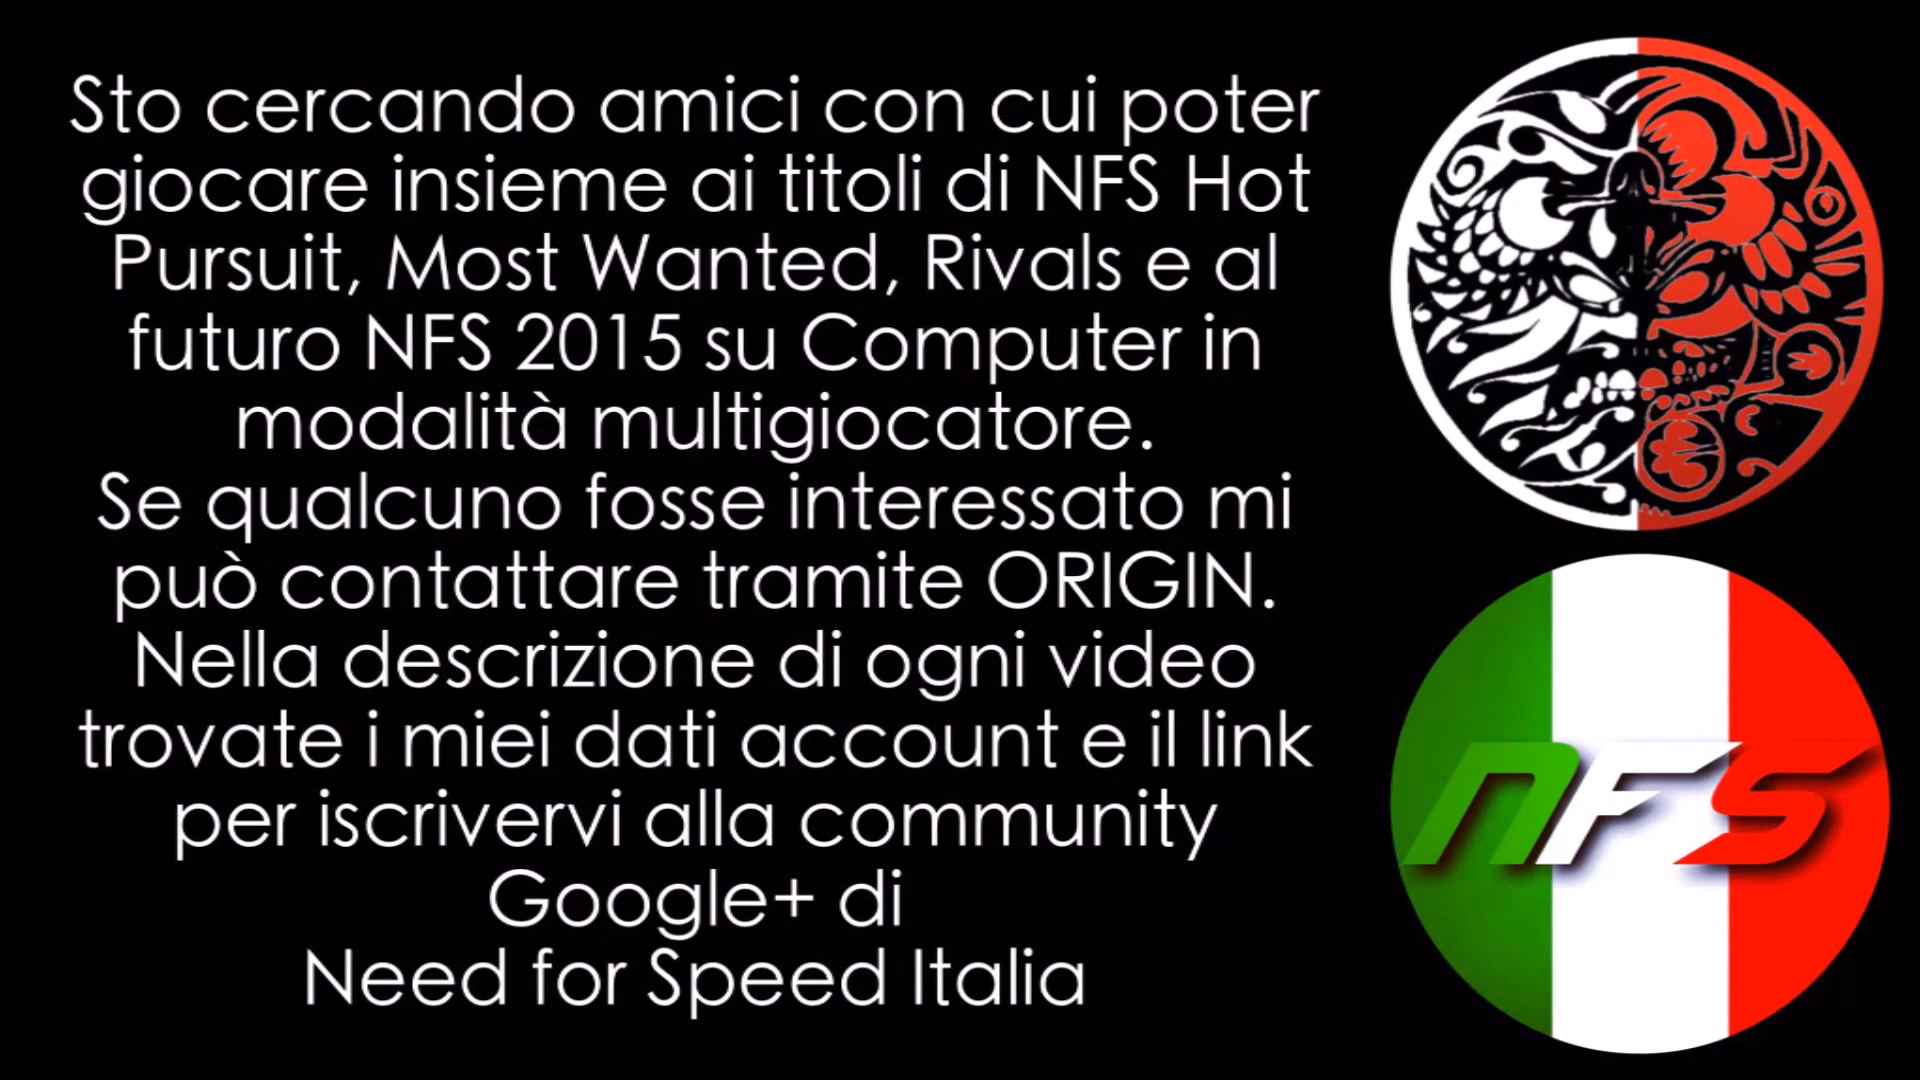 Sto cercando amici con cui poter
giocare insieme ai titoli di NFS Hot
Pursuit, Most Wanted, Rivals e al
futuro NFS 2015 su Computer in
modalità multigiocatore.
Se qualcuno fosse interessato mi
può contattare tramite ORIGIN.
Nella descrizione di ogni video
trovate i miei dati account e il link
per iscrivervi alla community
Google+ di
Need for Speed Italia
NFS